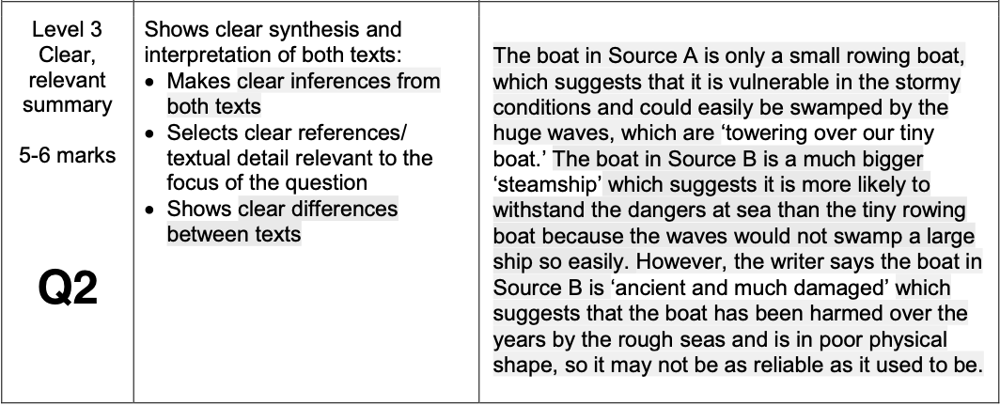 Level 3
Clear,
relevant
summary
5-6 marks
Q2
Shows clear synthesis and
interpretation of both texts:
• Makes clear inferences from
both texts
• Selects clear references/
textual detail relevant to the
focus of the question
• Shows clear differences
between texts
The boat in Source A is only a small rowing boat,
which suggests that it is vulnerable in the stormy
conditions and could easily be swamped by the
huge waves, which are ‘towering over our tiny
boat.’ The boat in Source B is a much bigger
‘steamship’ which suggests it is more likely to
withstand the dangers at sea than the tiny rowing
boat because the waves would not swamp a large
ship so easily. However, the writer says the boat in
Source B is ‘ancient and much damaged’ which
suggests that the boat has been harmed over the
years by the rough seas and is in poor physical
shape, so it may not be as reliable as it used to be.